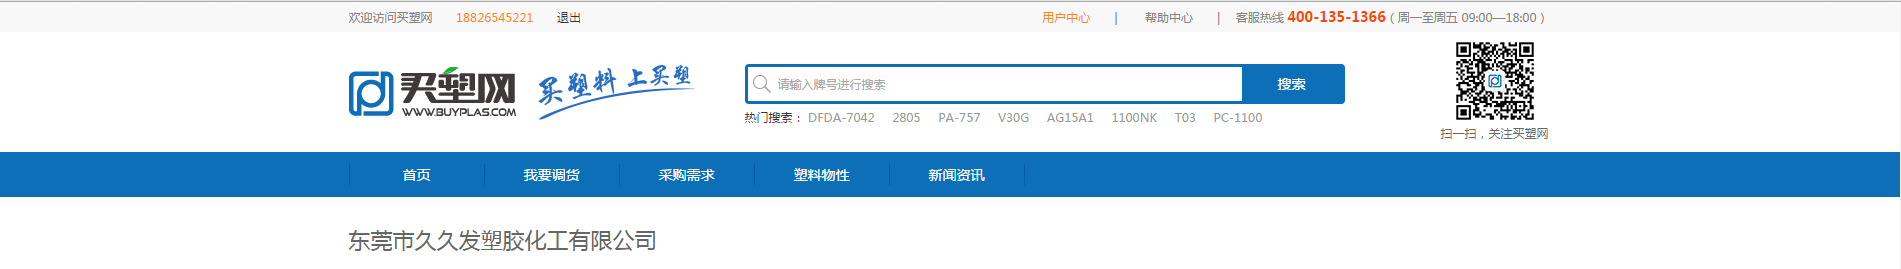 欢迎访问买塑网 18826545221 退出 用户中心 | 帮助中心 | 客服热线 400-135-1366 ( 周一至周五 09:00—18:00 )
买塑网 买塑料 上买塑
WWW.BUYPLAS.COM
请输入牌号进行搜索 搜索
热门搜索： DFDA-7042 2805 PA-757 V30G AG15A1 1100NK T03 PC-1100
扫一扫，关注买塑网
首页 我要调货 采购需求 塑料物性 新闻资讯
东莞市久久发塑胶化工有限公司